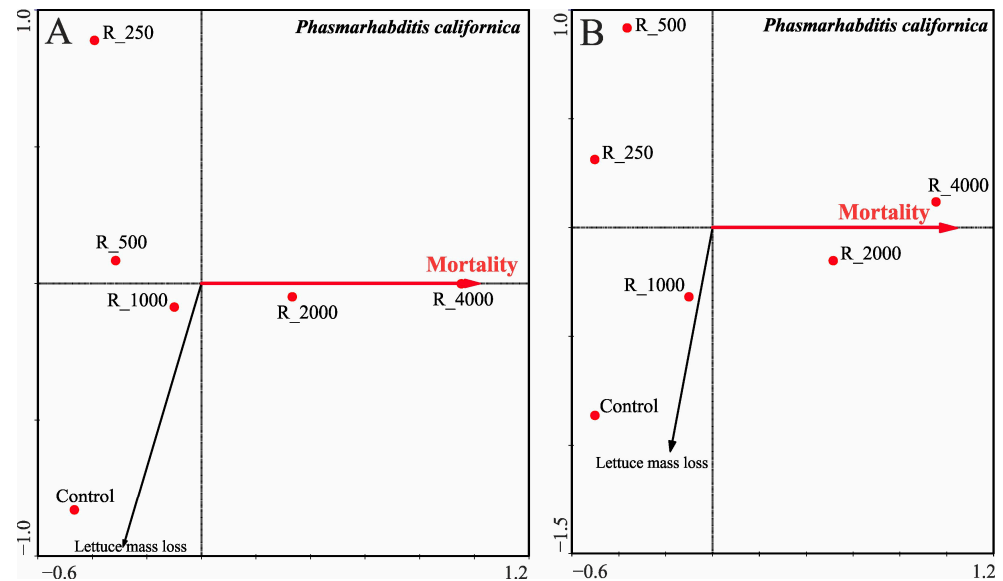 A
Phasmarhabditis californica
1.0
R_250
R_500
Mortality
R_1000
R_2000
R_4000
Control
Lettuce mass loss
−1.0
−0.6
1.2
B
Phasmarhabditis californica
1.0
R_500
R_250
R_4000
Mortality
R_2000
R_1000
Control
Lettuce mass loss
−1.5
−0.6
1.2